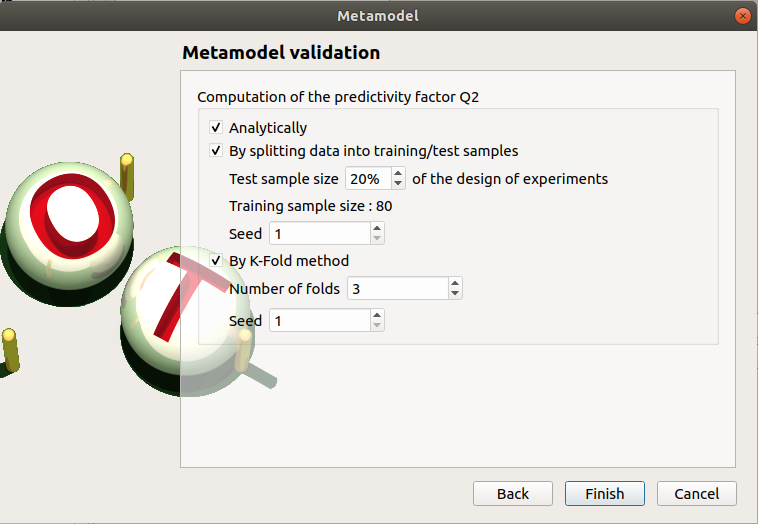 Metamodel
Metamodel validation
Computation of the predictivity factor Q2
Analytically
By splitting data into training/test samples
Test sample size 20% of the design of experiments
Training sample size : 80
Seed 1
By K-Fold method
Number of folds 3
Seed 1
Back Finish Cancel